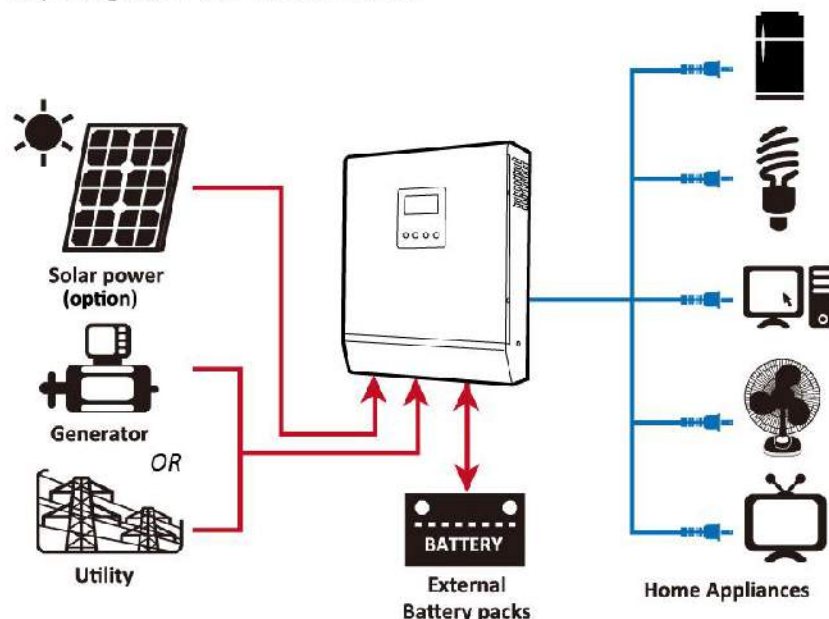 Solar power
(option)
Generator
OR
Utility
BATTERY
External
Battery packs
Home Appliances